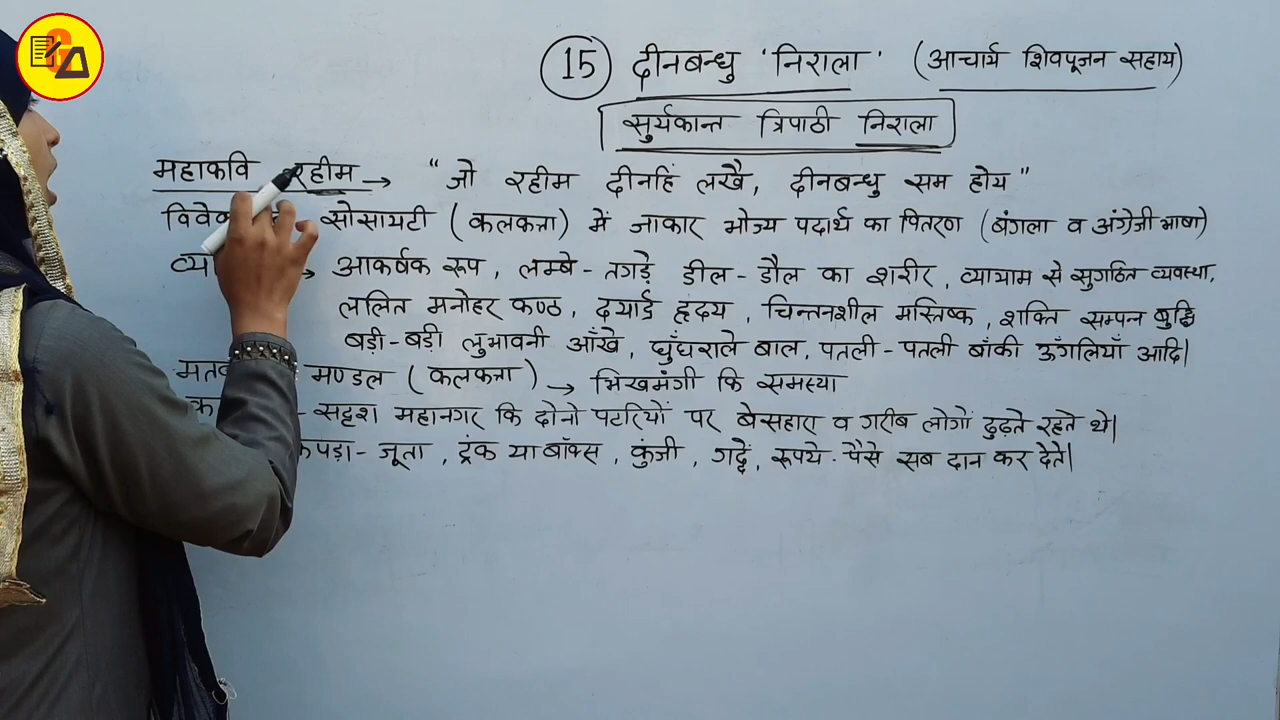 15 दीनबन्धु 'निराला' (आचार्य शिवपूजन सहाय)
सुर्यकान्त त्रिपाठी निराला
महाकवि रहीम → "जो रहीम दीनहिं लखै, दीनबन्धु सम होय"
सोसायटी (कलकत्ता) में जाकार भोज्य पदार्थ का वितरण (बंगला व अंग्रेजी भाषा)
→ आकर्षक रूप, लम्बे-तगड़े डील-डौल का शरीर, व्यायाम से सुगठित व्यवस्था,
ललित मनोहर कण्ठ, दयार्द्र हृदय, चिन्तनशील मस्तिष्क, शक्ति सम्पन बुद्धि
बड़ी-बड़ी लुभावनी आँखे, घुँघराले बाल, पतली-पतली बाँकी ऊँगलियाँ आदि।
मण्डल (कलकत्ता) → भिखमंगी कि समस्या
सदृश महानगर कि दोनो पटरियों पर बेसहारा व गरीब लोगों ढुढ़ते रहते थे।
कपड़ा-जूता, ट्रंक या बॉक्स, कुंजी, गद्दे, रूपये-पैसे सब दान कर देते।